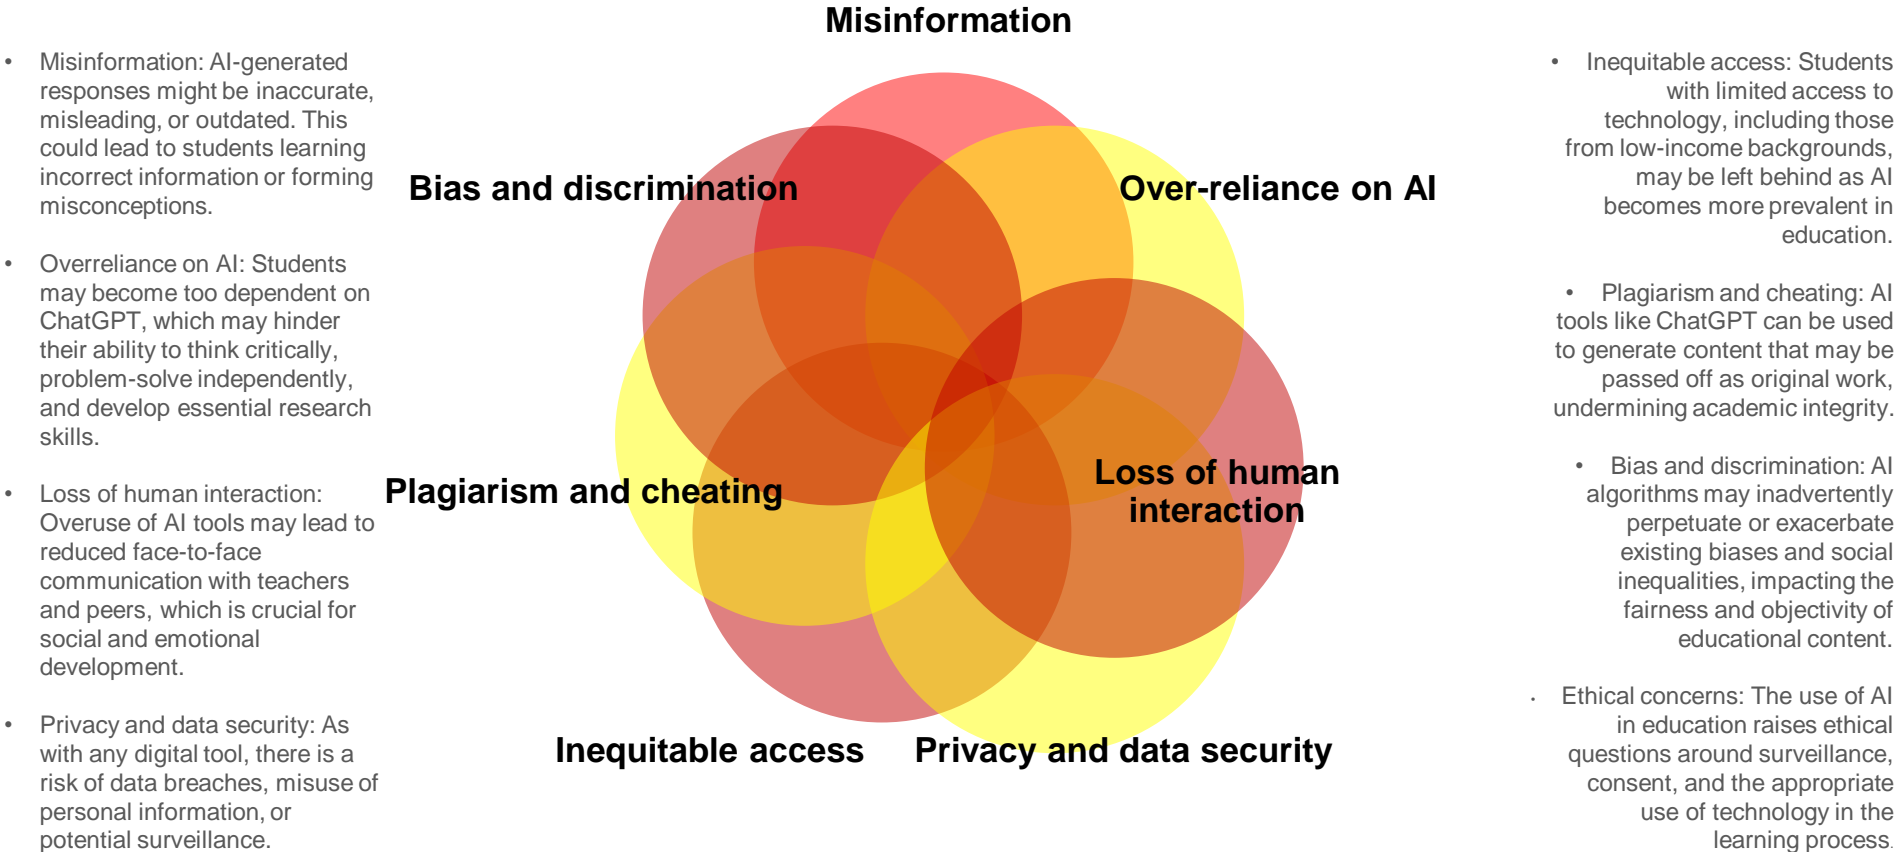 Misinformation
• Misinformation: AI-generated
responses might be inaccurate,
misleading, or outdated. This
could lead to students learning
incorrect information or forming
misconceptions.
• Overreliance on AI: Students
may become too dependent on
ChatGPT, which may hinder
their ability to think critically,
problem-solve independently,
and develop essential research
skills.
• Loss of human interaction:
Overuse of AI tools may lead to
reduced face-to-face
communication with teachers
and peers, which is crucial for
social and emotional
development.
• Privacy and data security: As
with any digital tool, there is a
risk of data breaches, misuse of
personal information, or
potential surveillance.
Bias and discrimination
Over-reliance on AI
Plagiarism and cheating
Loss of human
interaction
Inequitable access
Privacy and data security
• Inequitable access: Students
with limited access to
technology, including those
from low-income backgrounds,
may be left behind as AI
becomes more prevalent in
education.
• Plagiarism and cheating: AI
tools like ChatGPT can be used
to generate content that may be
passed off as original work,
undermining academic integrity.
• Bias and discrimination: AI
algorithms may inadvertently
perpetuate or exacerbate
existing biases and social
inequalities, impacting the
fairness and objectivity of
educational content.
• Ethical concerns: The use of AI
in education raises ethical
questions around surveillance,
consent, and the appropriate
use of technology in the
learning process.